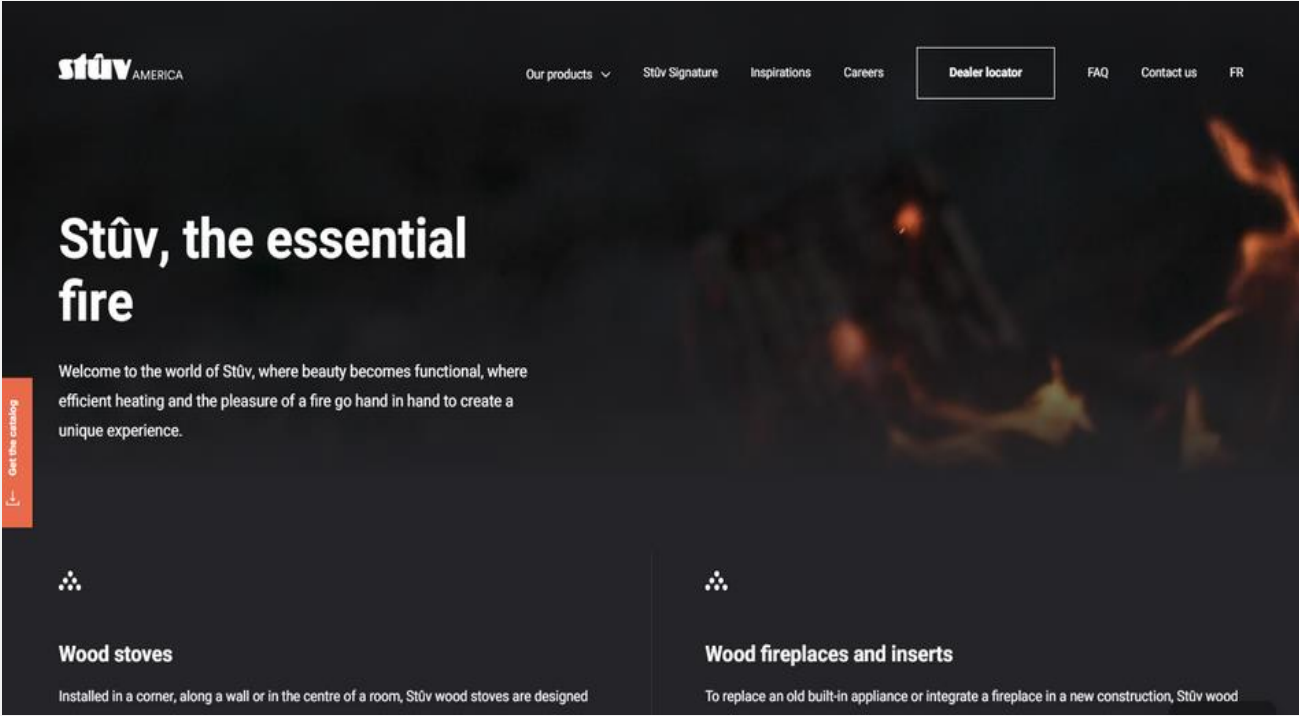 stûv AMERICA
Our products
Stûv Signature
Inspirations
Careers
Dealer locator
FAQ
Contact us
FR
Stûv, the essential
fire
Welcome to the world of Stûv, where beauty becomes functional, where
efficient heating and the pleasure of a fire go hand in hand to create a
unique experience.
Get the catalog
Wood stoves
Installed in a corner, along a wall or in the centre of a room, Stûv wood stoves are designed
Wood fireplaces and inserts
To replace an old built-in appliance or integrate a fireplace in a new construction, Stûv wood